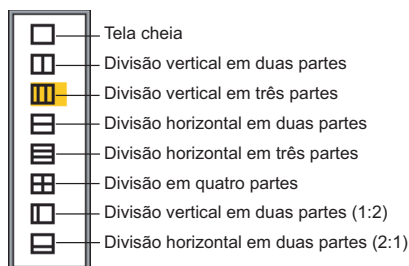 Tela cheia
Divisão vertical em duas partes
Divisão vertical em três partes
Divisão horizontal em duas partes
Divisão horizontal em três partes
Divisão em quatro partes
Divisão vertical em duas partes (1:2)
Divisão horizontal em duas partes (2:1)